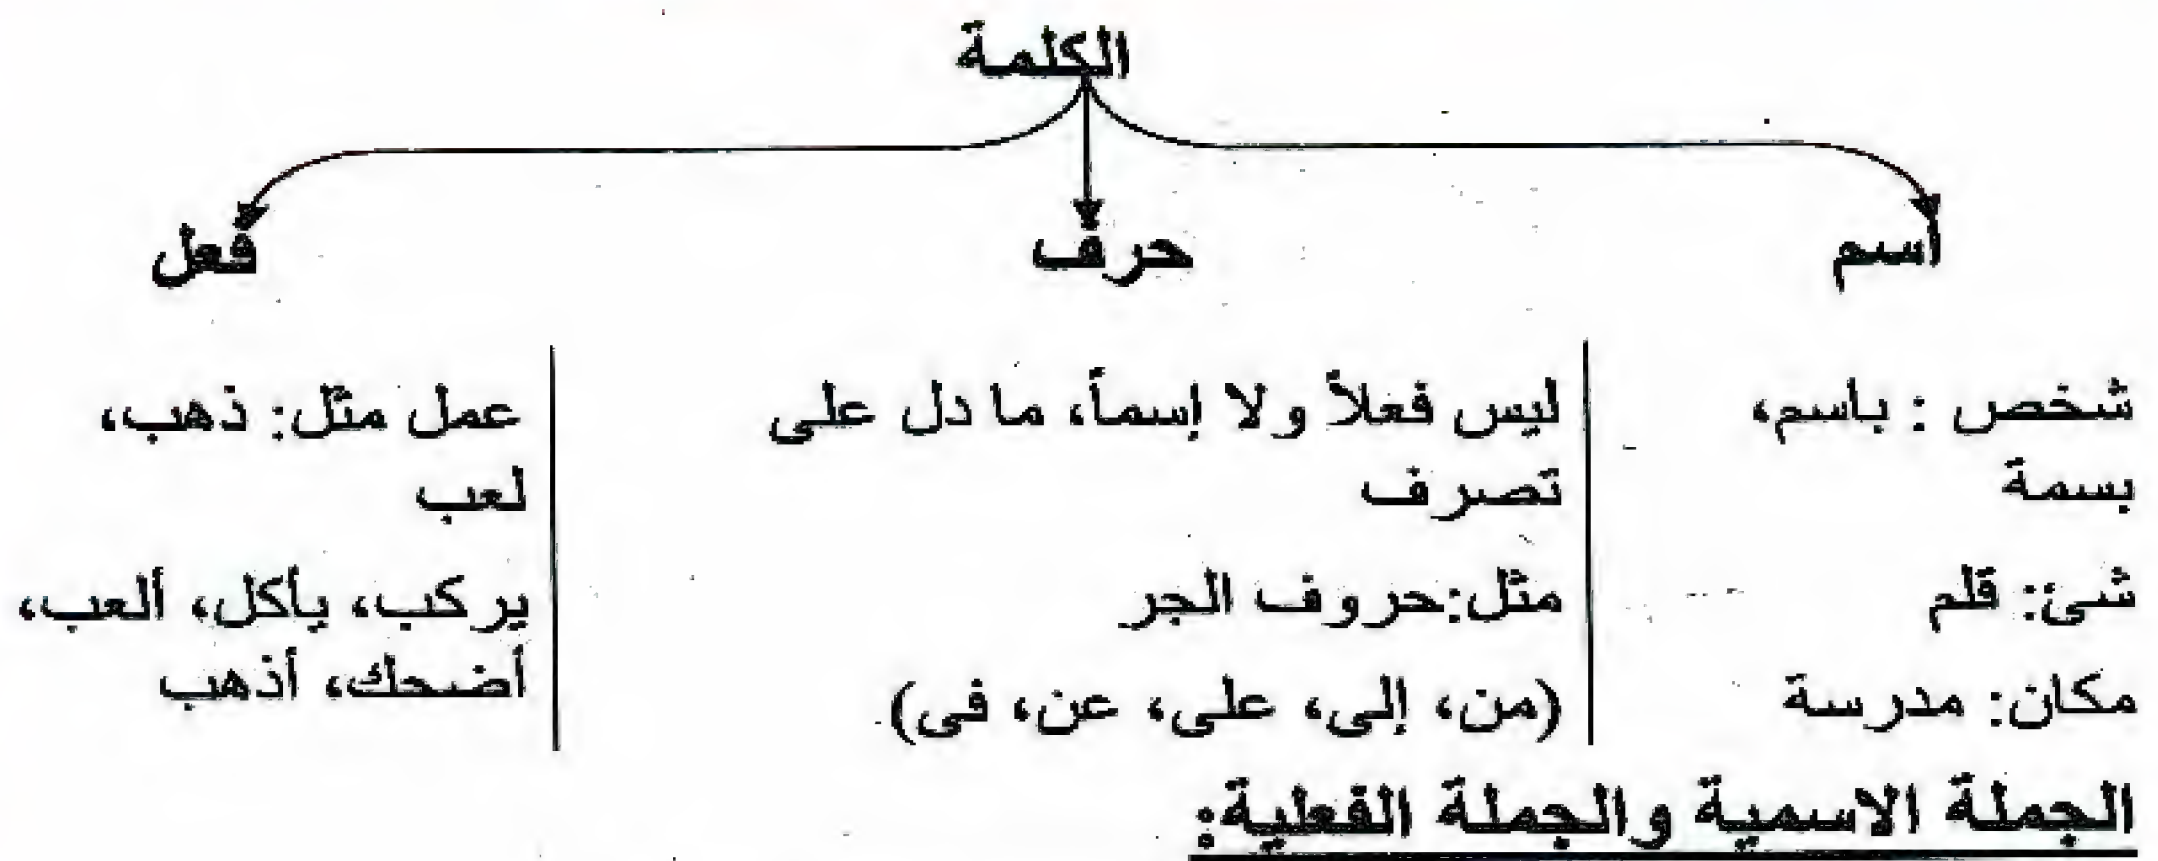 الكلمة
اسم
حرف
فعل
شخص : باسم،
بسمة
شئ: قلم
مكان: مدرسة
ليس فعلاً ولا إسماً، ما دل على
تصرف
مثل:حروف الجر
(من، إلى، على، عن، فى).
عمل مثل: ذهب،
لعب
يركب، يأكل، ألعب،
أضحك، أذهب
الجملة الاسمية والجملة الفعلية: